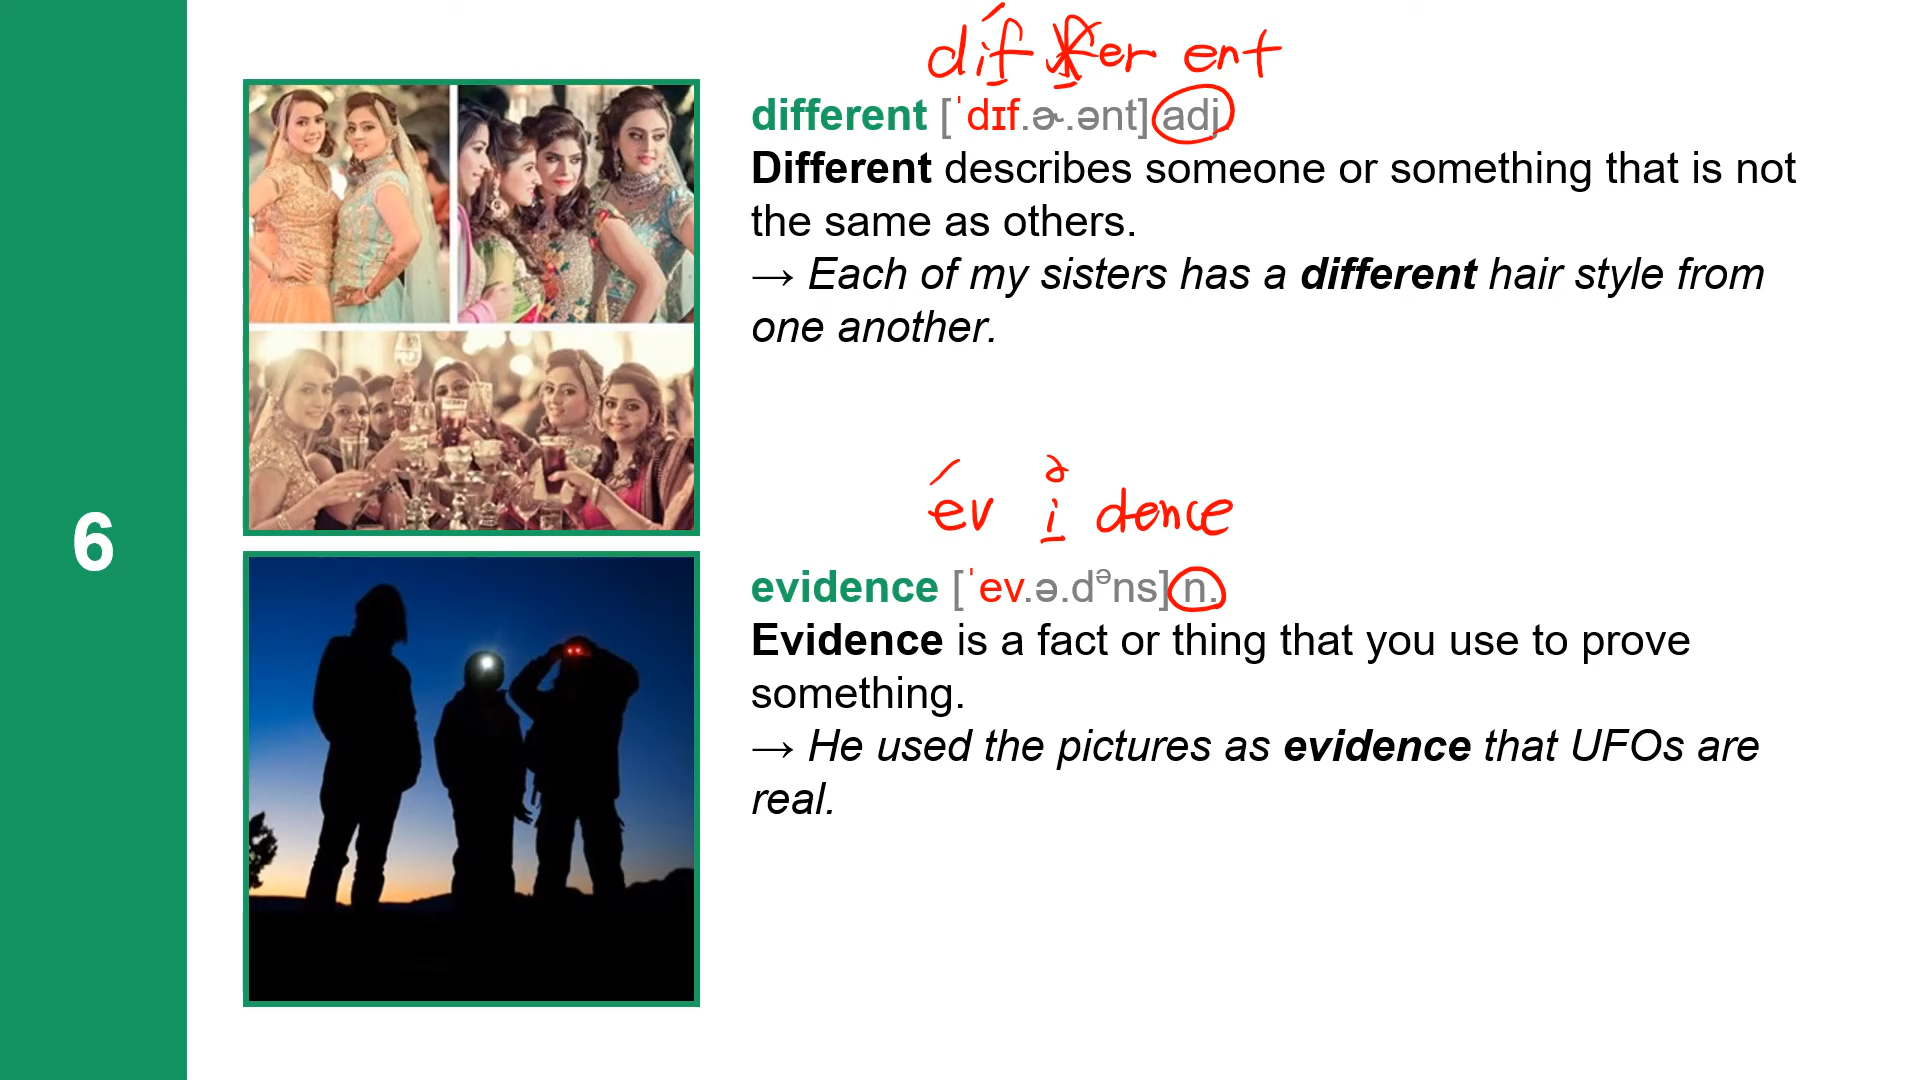 díf fer ent
different [ˈdɪf.ɚ.ənt] adj.
Different describes someone or something that is not
the same as others.
→ Each of my sisters has a different hair style from
one another.
év i dence
ə
evidence [ˈev.ə.dᵊns] n.
Evidence is a fact or thing that you use to prove
something.
→ He used the pictures as evidence that UFOs are
real.
6